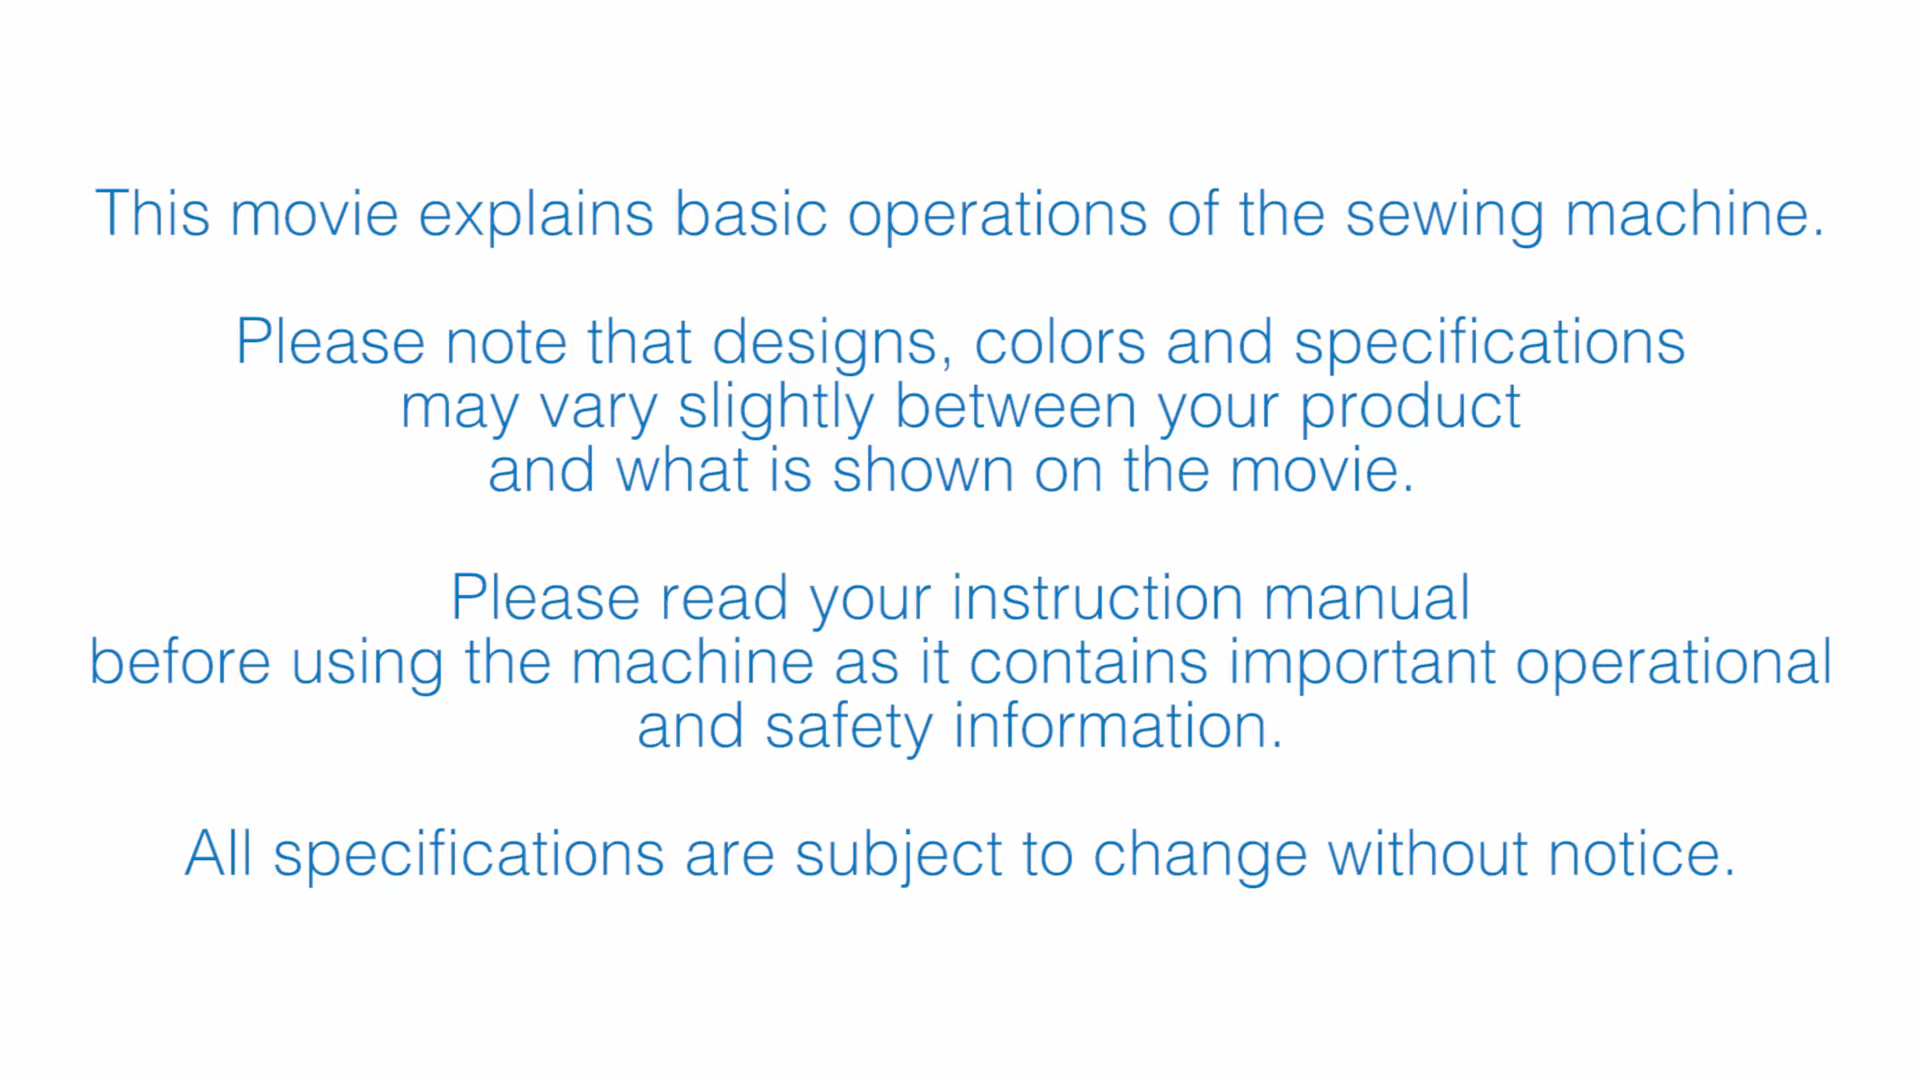 This movie explains basic operations of the sewing machine.
Please note that designs, colors and specifications
may vary slightly between your product
and what is shown on the movie.
Please read your instruction manual
before using the machine as it contains important operational
and safety information.
All specifications are subject to change without notice.